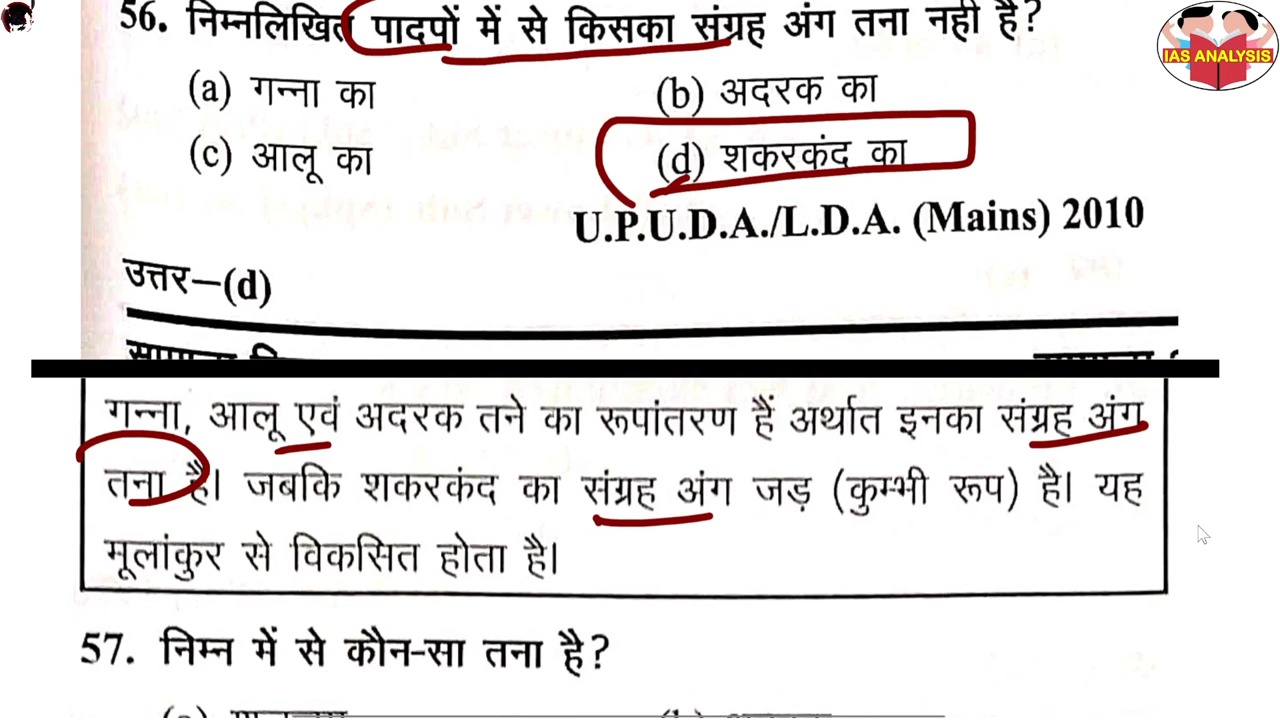 56. निम्नलिखित पादपों में से किसका संग्रह अंग तना नहीं है?
IAS ANALYSIS
(a) गन्ना का (b) अदरक का
(c) आलू का (d) शकरकंद का
U.P.U.D.A./L.D.A. (Mains) 2010
उत्तर–(d)
गन्ना, आलू एवं अदरक तने का रूपांतरण हैं अर्थात इनका संग्रह अंग
तना है। जबकि शकरकंद का संग्रह अंग जड़ (कुम्भी रूप) है। यह
मूलांकुर से विकसित होता है।
57. निम्न में से कौन-सा तना है?